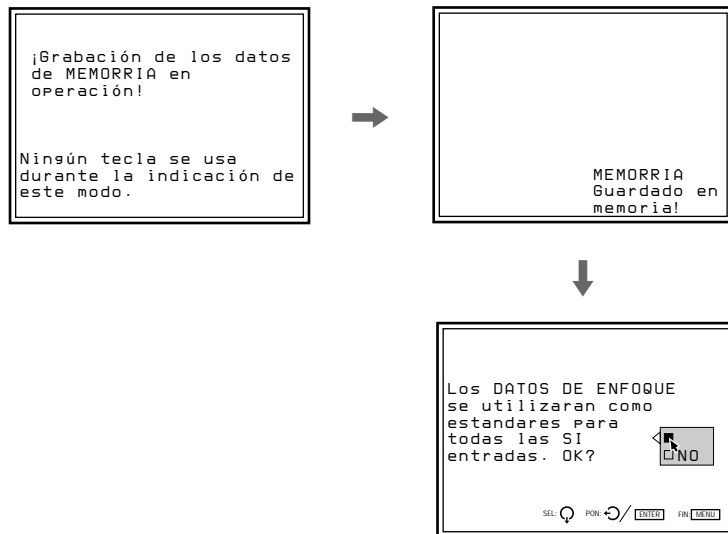 ¡Grabación de los datos
de MEMORRIA en
operación!
Ningún tecla se usa
durante la indicación de
este modo.
MEMORRIA
Guardado en
memoria!
Los DATOS DE ENFOQUE
se utilizaran como
estandares para
todas las SI
entradas. OK? NO
SEL: PON: / ENTER FIN: MENU